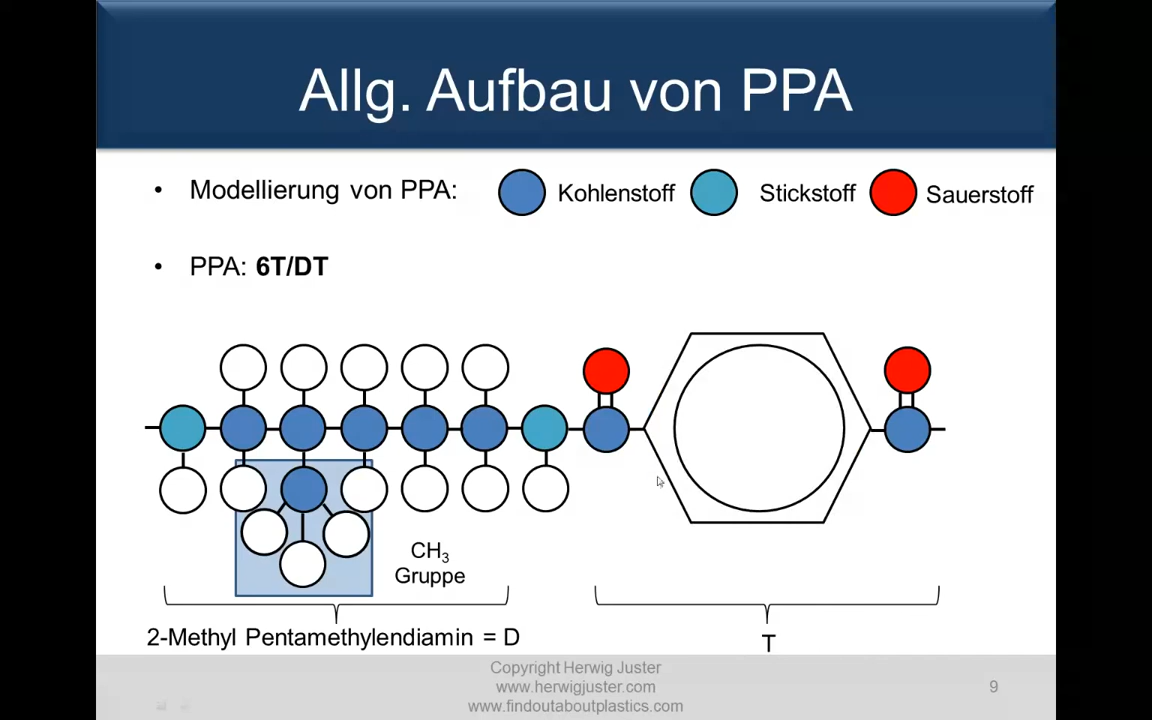 Allg. Aufbau von PPA
• Modellierung von PPA: Kohlenstoff Stickstoff Sauerstoff
• PPA: 6T/DT
CH₃
Gruppe
2-Methyl Pentamethylendiamin = D
T
Copyright Herwig Juster
www.herwigjuster.com
www.findoutaboutplastics.com
9